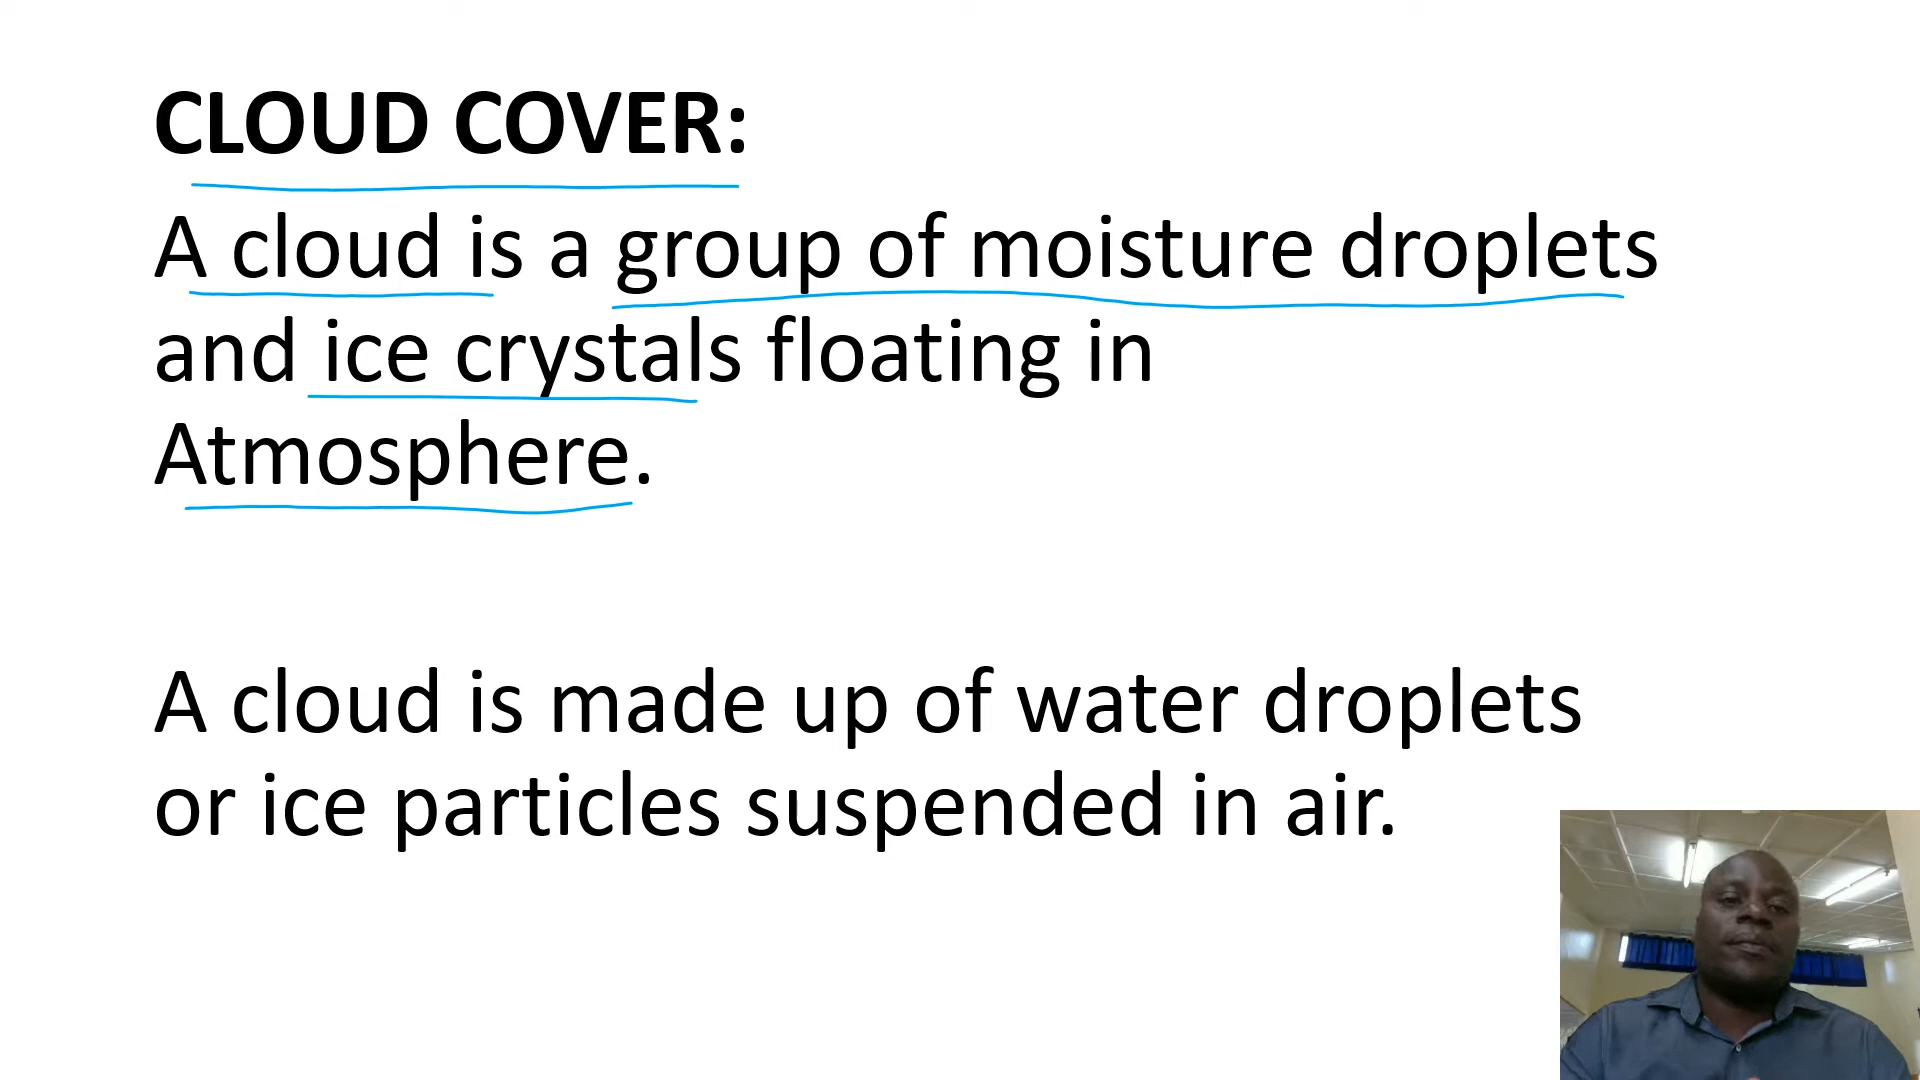 CLOUD COVER:
A cloud is a group of moisture droplets
and ice crystals floating in
Atmosphere.
A cloud is made up of water droplets
or ice particles suspended in air.